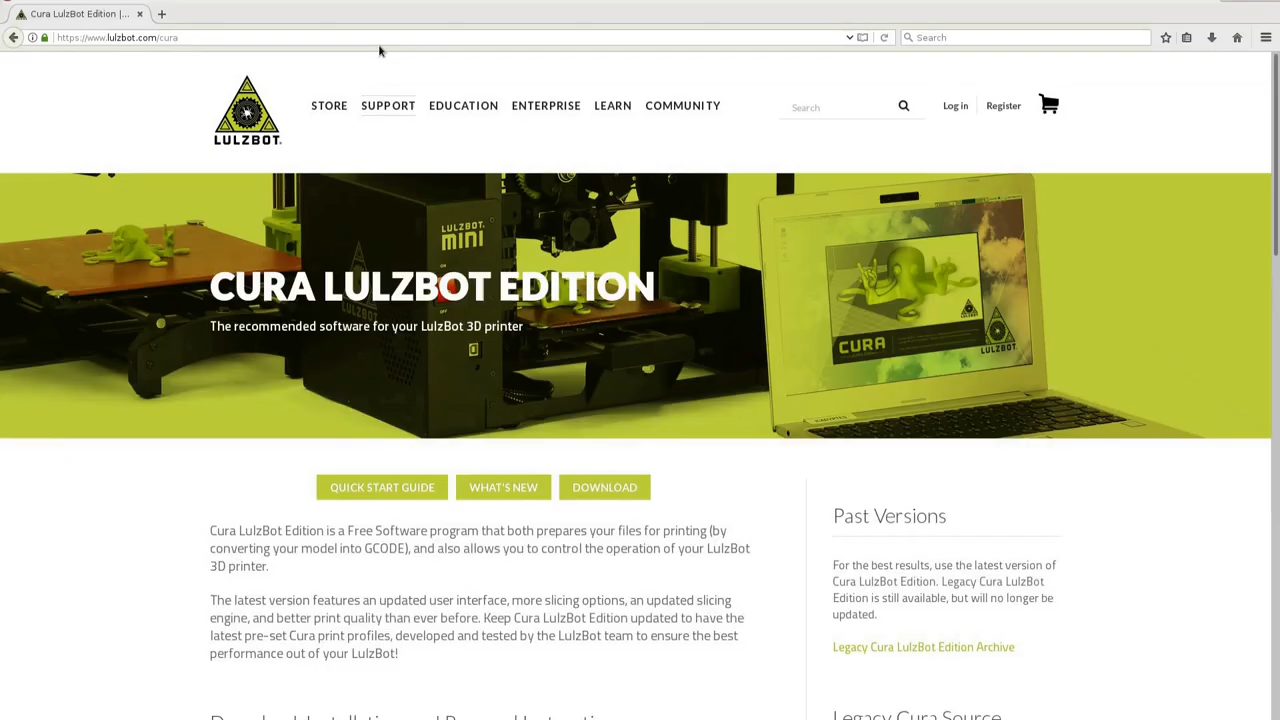 Cura LulzBot Edition |...
https://www.lulzbot.com/cura
Search
LULZBOT
STORE SUPPORT EDUCATION ENTERPRISE LEARN COMMUNITY
Search
Log in Register
LULZBOT
mini
CURA LULZBOT EDITION
The recommended software for your LulzBot 3D printer
CURA
LULZBOT
QUICK START GUIDE WHAT'S NEW DOWNLOAD
Cura LulzBot Edition is a Free Software program that both prepares your files for printing (by
converting your model into GCODE), and also allows you to control the operation of your LulzBot
3D printer.
The latest version features an updated user interface, more slicing options, an updated slicing
engine, and better print quality than ever before. Keep Cura LulzBot Edition updated to have the
latest pre-set Cura print profiles, developed and tested by the LulzBot team to ensure the best
performance out of your LulzBot!
Past Versions
For the best results, use the latest version of
Cura LulzBot Edition. Legacy Cura LulzBot
Edition is still available, but will no longer be
updated.
Legacy Cura LulzBot Edition Archive
Legacy Cura Source